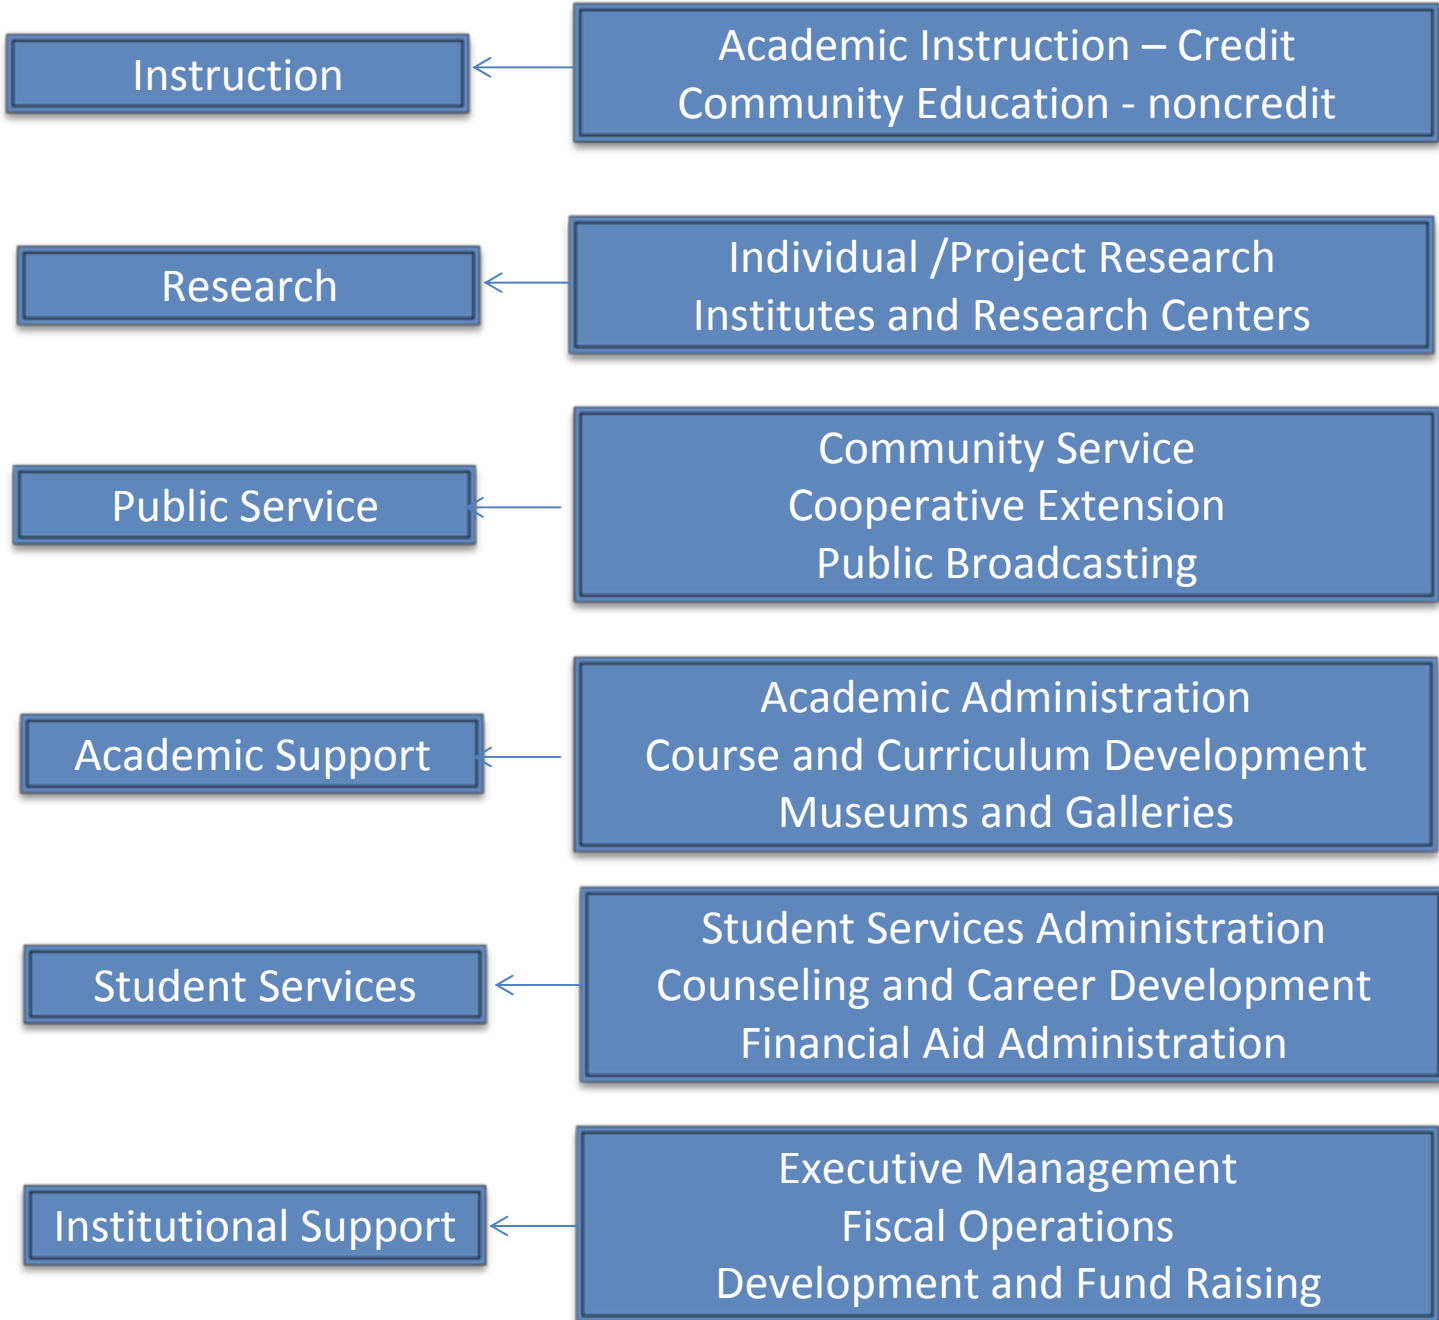 Instruction
Academic Instruction – Credit
Community Education - noncredit
Research
Individual /Project Research
Institutes and Research Centers
Public Service
Community Service
Cooperative Extension
Public Broadcasting
Academic Support
Academic Administration
Course and Curriculum Development
Museums and Galleries
Student Services
Student Services Administration
Counseling and Career Development
Financial Aid Administration
Institutional Support
Executive Management
Fiscal Operations
Development and Fund Raising